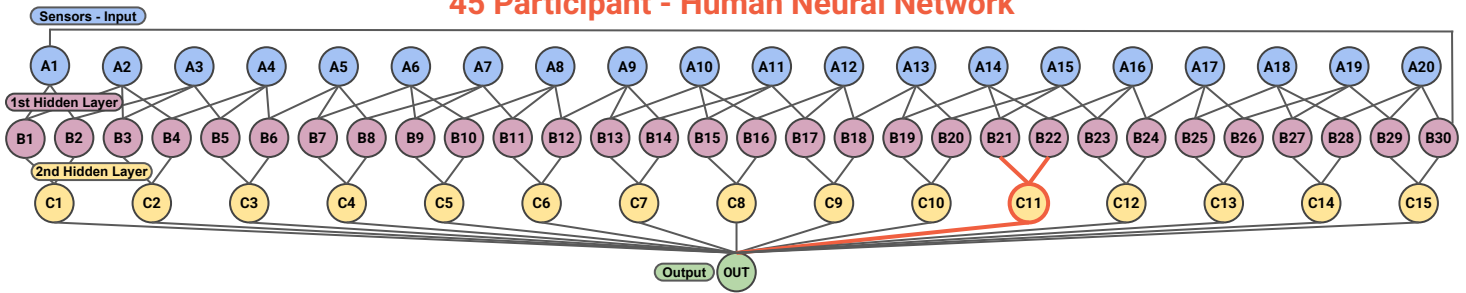 45 Participant - Human Neural Network
Sensors - Input
A1 A2 A3 A4 A5 A6 A7 A8 A9 A10 A11 A12 A13 A14 A15 A16 A17 A18 A19 A20
1st Hidden Layer
B1 B2 B3 B4 B5 B6 B7 B8 B9 B10 B11 B12 B13 B14 B15 B16 B17 B18 B19 B20 B21 B22 B23 B24 B25 B26 B27 B28 B29 B30
2nd Hidden Layer
C1 C2 C3 C4 C5 C6 C7 C8 C9 C10 C11 C12 C13 C14 C15
Output OUT